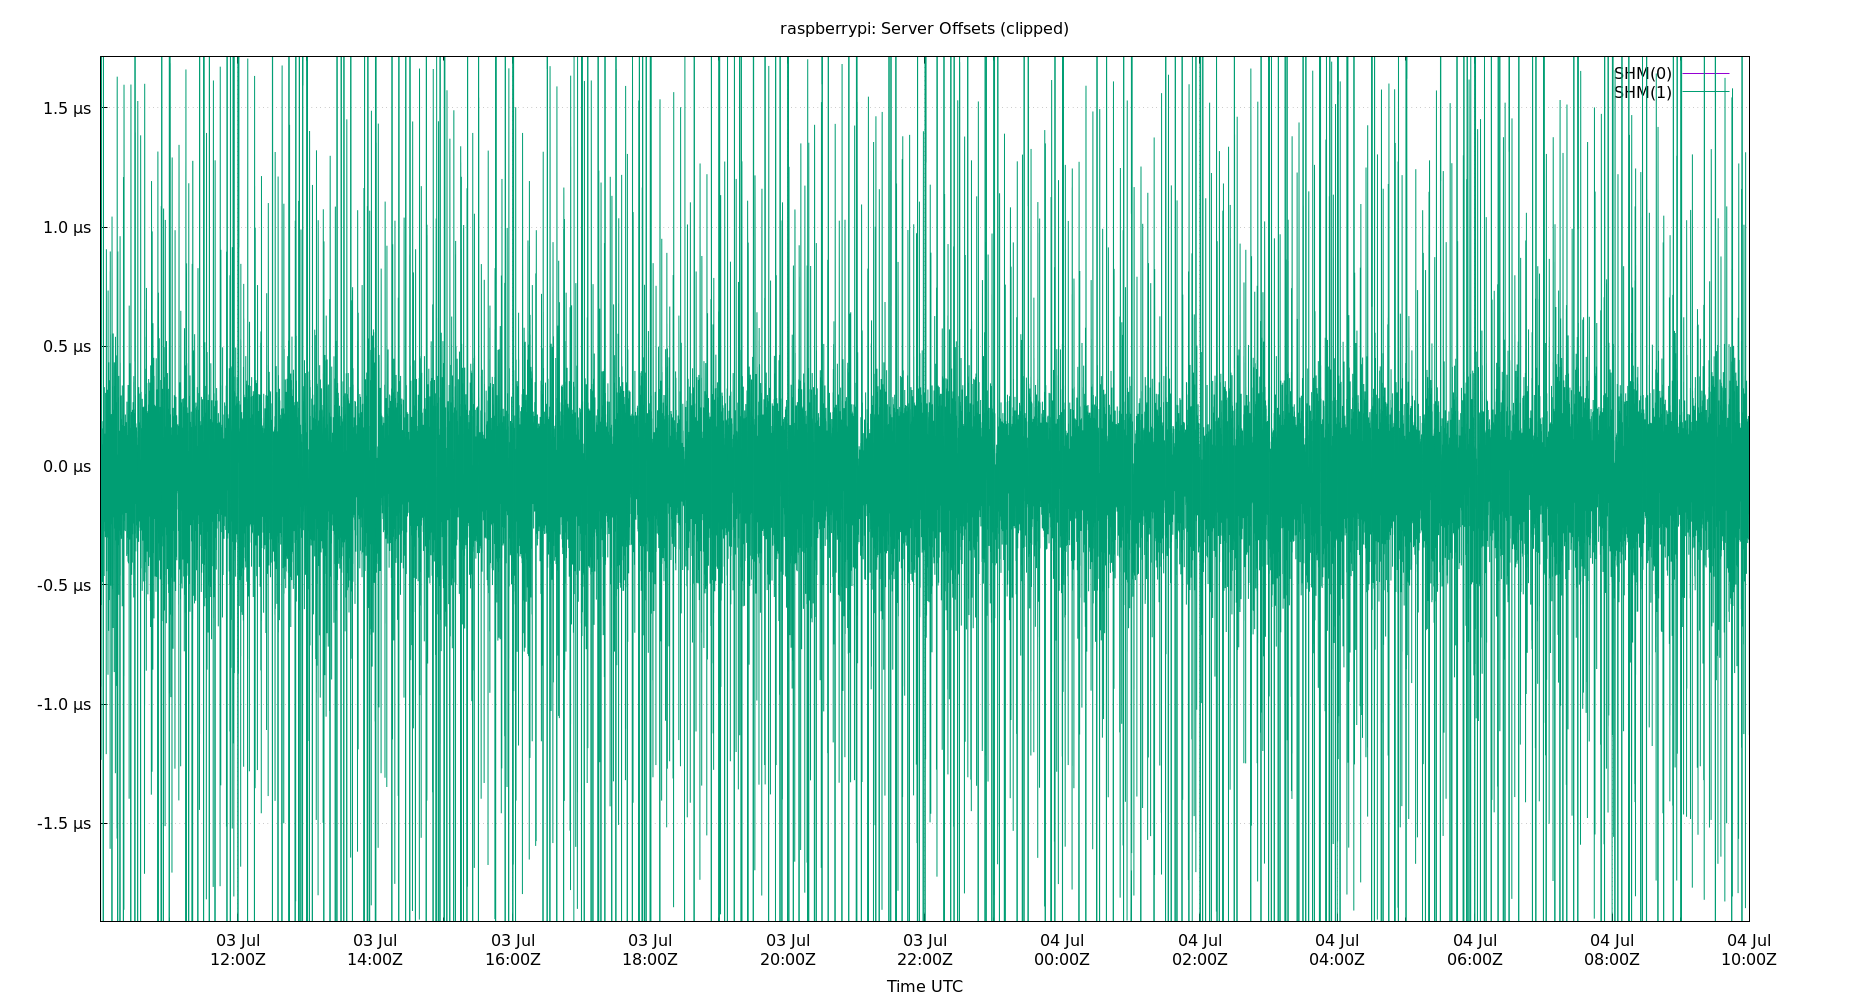 raspberrypi: Server Offsets (clipped)
SHM(0)
SHM(1)
1.5 µs
1.0 µs
0.5 µs
0.0 µs
-0.5 µs
-1.0 µs
-1.5 µs
03 Jul 03 Jul 03 Jul 03 Jul 03 Jul 03 Jul 04 Jul 04 Jul 04 Jul 04 Jul 04 Jul 04 Jul
12:00Z 14:00Z 16:00Z 18:00Z 20:00Z 22:00Z 00:00Z 02:00Z 04:00Z 06:00Z 08:00Z 10:00Z
Time UTC